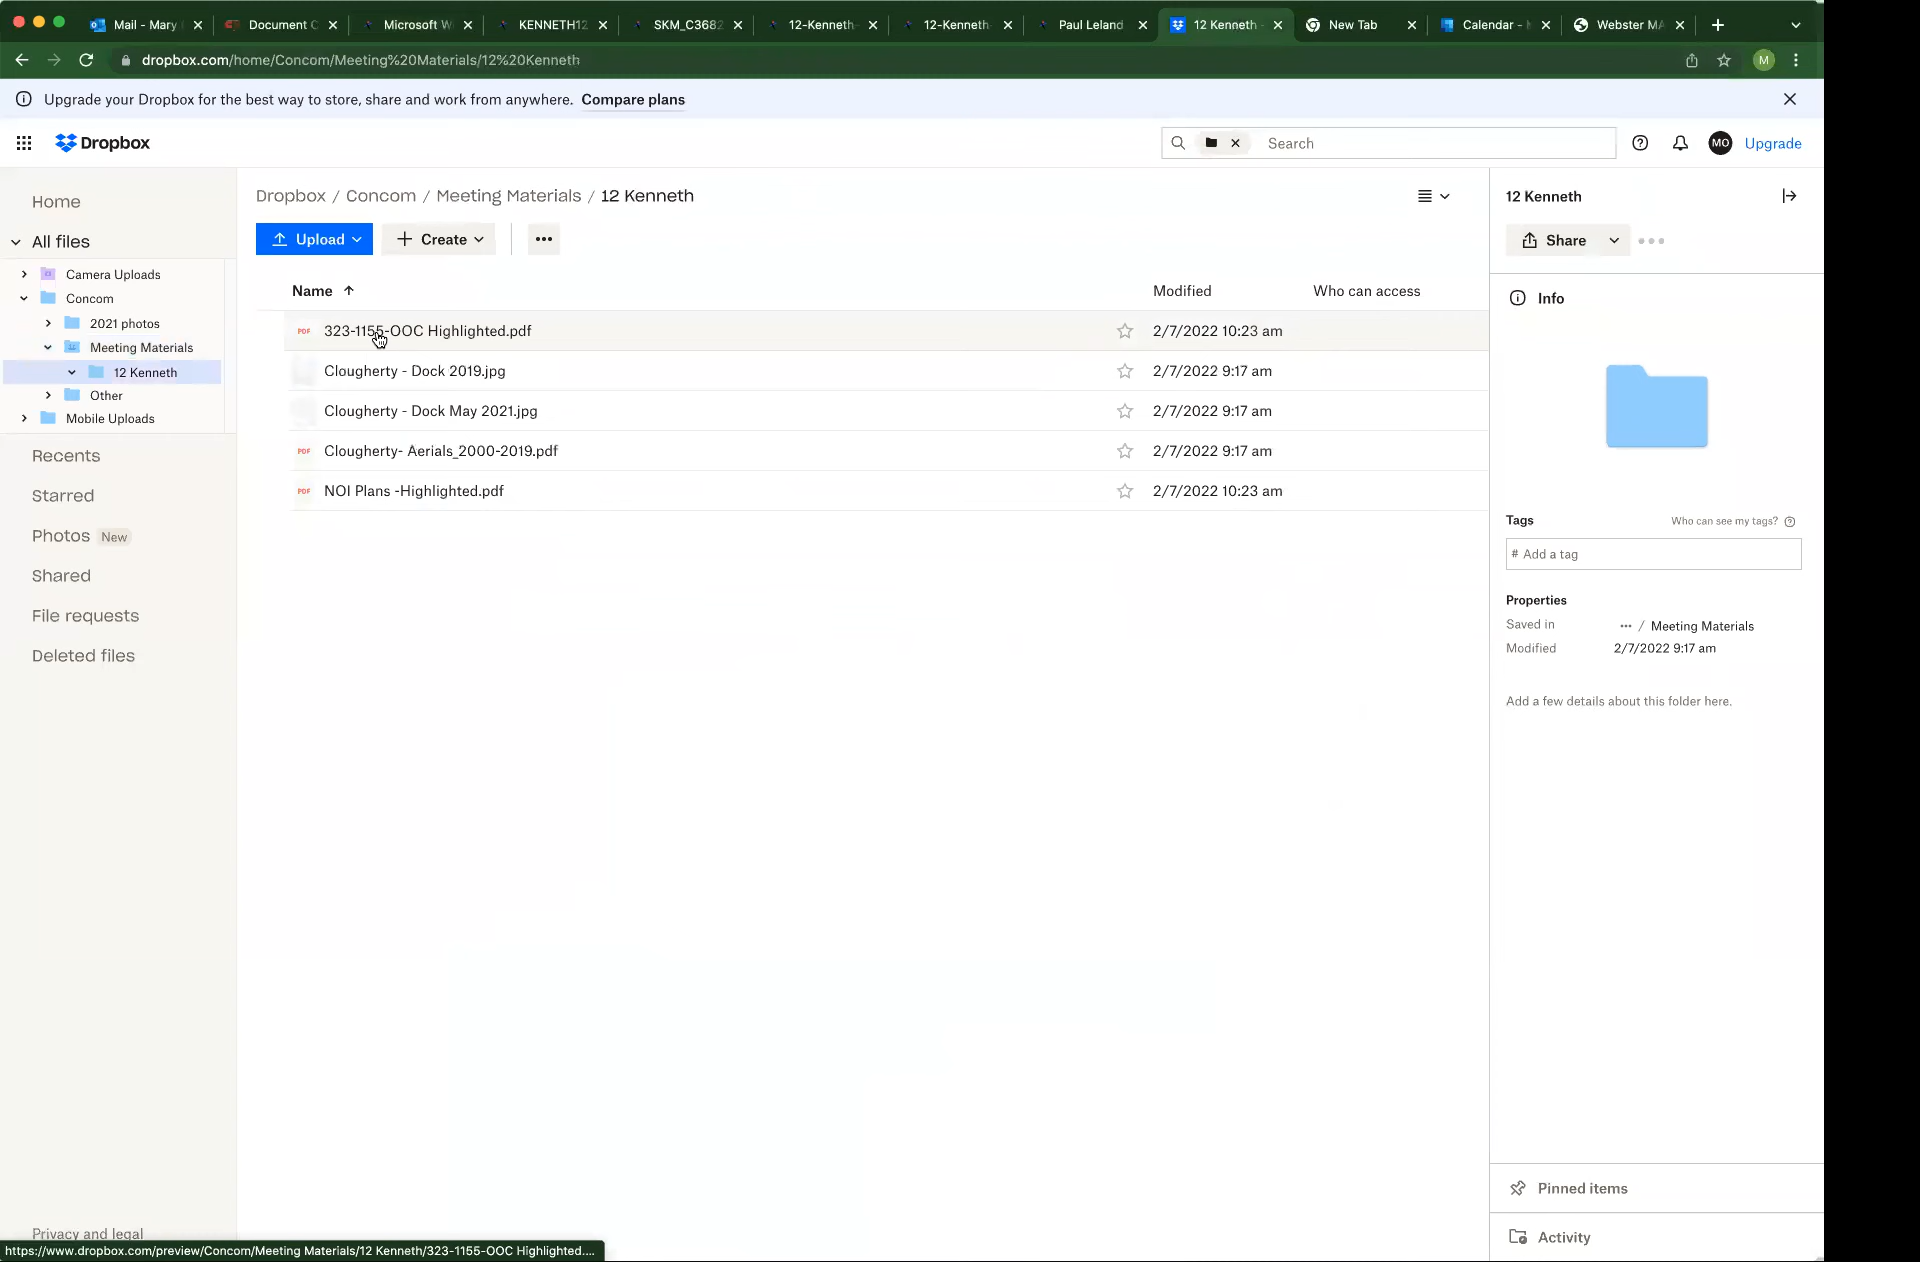 Mail - Mary
Document C
Microsoft W
KENNETH12
SKM_C3682
12-Kenneth-
12-Kenneth-
Paul Leland
12 Kenneth -
New Tab
Calendar -
Webster MA
dropbox.com/home/Concom/Meeting%20Materials/12%20Kenneth
M
Upgrade your Dropbox for the best way to store, share and work from anywhere. Compare plans
Dropbox
Search
MO
Upgrade
Home
All files
Camera Uploads
Concom
2021 photos
Meeting Materials
12 Kenneth
Other
Mobile Uploads
Recents
Starred
Photos New
Shared
File requests
Deleted files
Privacy and legal
Dropbox / Concom / Meeting Materials / 12 Kenneth
Upload
Create
Name Modified Who can access
PDF 323-1155-OOC Highlighted.pdf 2/7/2022 10:23 am
Clougherty - Dock 2019.jpg 2/7/2022 9:17 am
Clougherty - Dock May 2021.jpg 2/7/2022 9:17 am
PDF Clougherty- Aerials_2000-2019.pdf 2/7/2022 9:17 am
PDF NOI Plans -Highlighted.pdf 2/7/2022 10:23 am
12 Kenneth
Share
Info
Tags Who can see my tags?
# Add a tag
Properties
Saved in ... / Meeting Materials
Modified 2/7/2022 9:17 am
Add a few details about this folder here.
Pinned items
Activity
https://www.dropbox.com/preview/Concom/Meeting Materials/12 Kenneth/323-1155-OOC Highlighted....